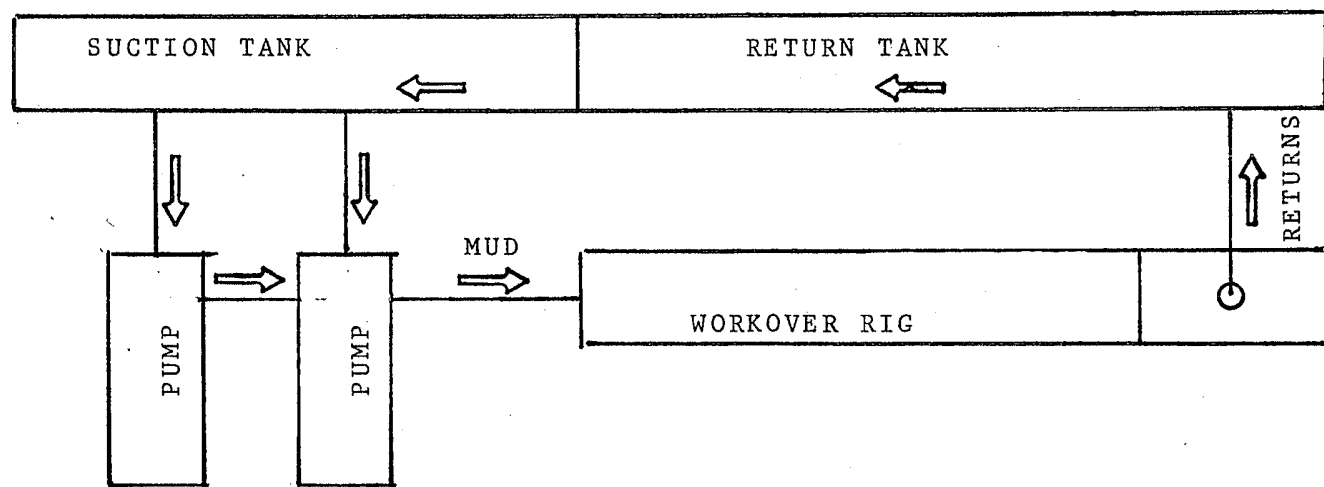 SUCTION TANK
RETURN TANK
RETURNS
MUD
PUMP
PUMP
WORKOVER RIG